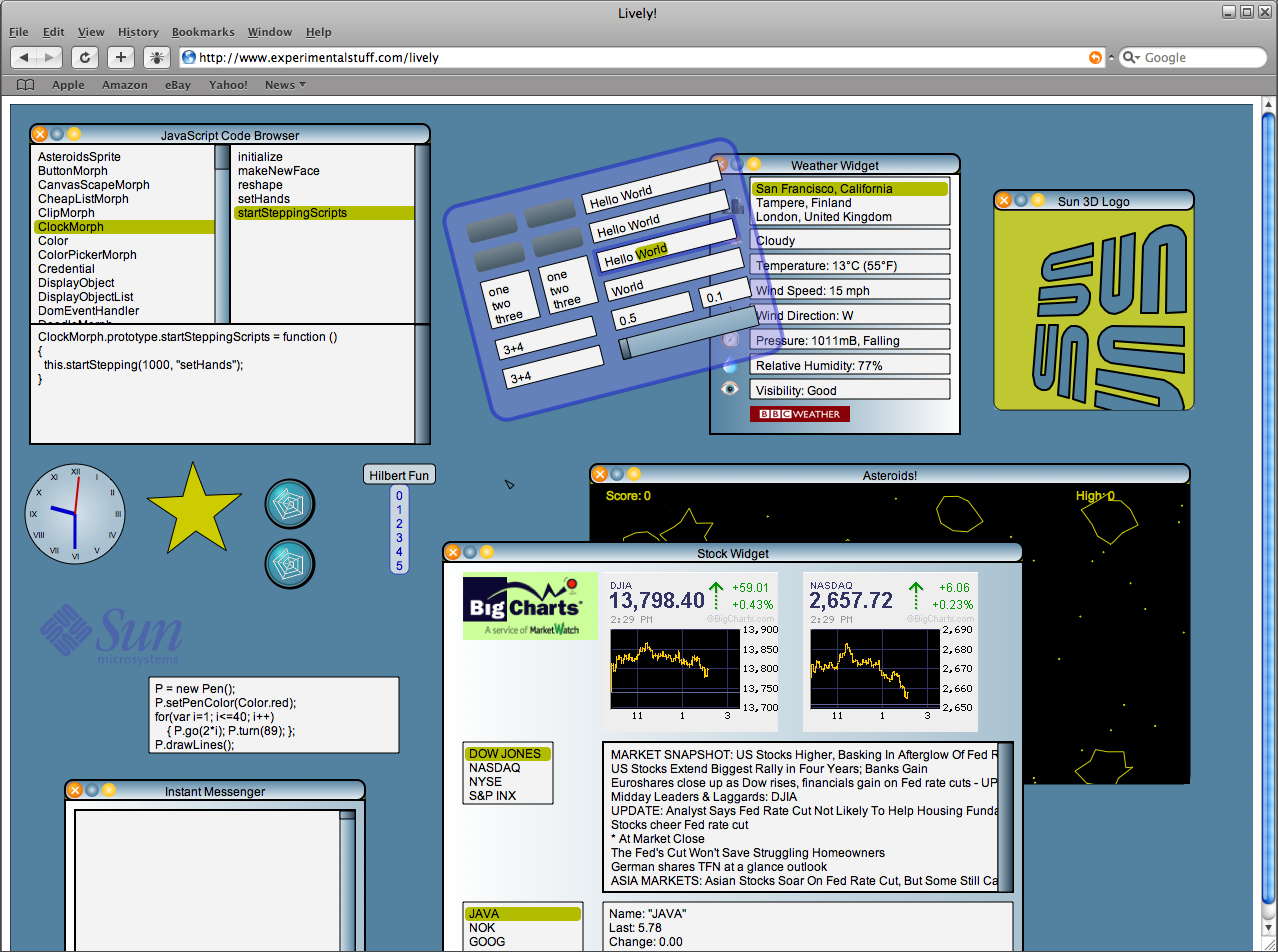 Lively!
File Edit View History Bookmarks Window Help
http://www.experimentalstuff.com/lively
Google
Apple Amazon eBay Yahoo! News
JavaScript Code Browser
AsteroidsSprite
ButtonMorph
CanvasScapeMorph
CheapListMorph
ClipMorph
ClockMorph
Color
ColorPickerMorph
Credential
DisplayObject
DisplayObjectList
DomEventHandler
initialize
makeNewFace
reshape
setHands
startSteppingScripts
ClockMorph.prototype.startSteppingScripts = function ()
{
this.startStepping(1000, "setHands");
}
Hello World
Hello World
Hello World
World
one
two
three
one
two
three
0.5
0.1
3+4
3+4
Weather Widget
San Francisco, California
Tampere, Finland
London, United Kingdom
Cloudy
Temperature: 13°C (55°F)
Wind Speed: 15 mph
Wind Direction: W
Pressure: 1011mB, Falling
Relative Humidity: 77%
Visibility: Good
BBC WEATHER
Sun 3D Logo
Sun
Sun
Sun
Sun
XII
I
II
III
IV
V
VI
VII
VIII
IX
X
XI
Hilbert Fun
0
1
2
3
4
5
Sun
microsystems
P = new Pen();
P.setPenColor(Color.red);
for(var i=1; i<=40; i++)
{ P.go(2*i); P.turn(89); };
P.drawLines();
Instant Messenger
Asteroids!
Score: 0
High: 0
Stock Widget
BigCharts
A service of MarketWatch
DJIA
13,798.40
+59.01
+0.43%
2:29 PM
©BigCharts.com
13,900
13,850
13,800
13,750
13,700
11 1 3
NASDAQ
2,657.72
+6.06
+0.23%
2:29 PM
©BigCharts.com
2,690
2,680
2,670
2,660
2,650
11 1 3
DOW JONES
NASDAQ
NYSE
S&P INX
MARKET SNAPSHOT: US Stocks Higher, Basking In Afterglow Of Fed R
US Stocks Extend Biggest Rally in Four Years; Banks Gain
Euroshares close up as Dow rises, financials gain on Fed rate cuts - UP
Midday Leaders & Laggards: DJIA
UPDATE: Analyst Says Fed Rate Cut Not Likely To Help Housing Funda
Stocks cheer Fed rate cut
* At Market Close
The Fed's Cut Won't Save Struggling Homeowners
German shares TFN at a glance outlook
ASIA MARKETS: Asian Stocks Soar On Fed Rate Cut, But Some Still Ca
JAVA
NOK
GOOG
Name: "JAVA"
Last: 5.78
Change: 0.00